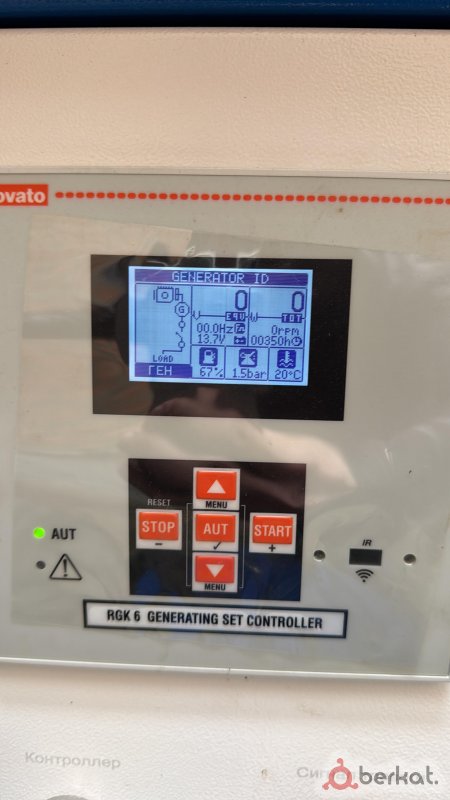 ovato
GENERATOR ID
G
0 0
V EQV W TOT
00.0Hz 0rpm
13.7V 00350h
LOAD
ГЕН 67% 1.5bar 20°C
RESET
MENU
STOP AUT START
- ✓ +
MENU
AUT
IR
RGK 6 GENERATING SET CONTROLLER
Контроллер
berkat.